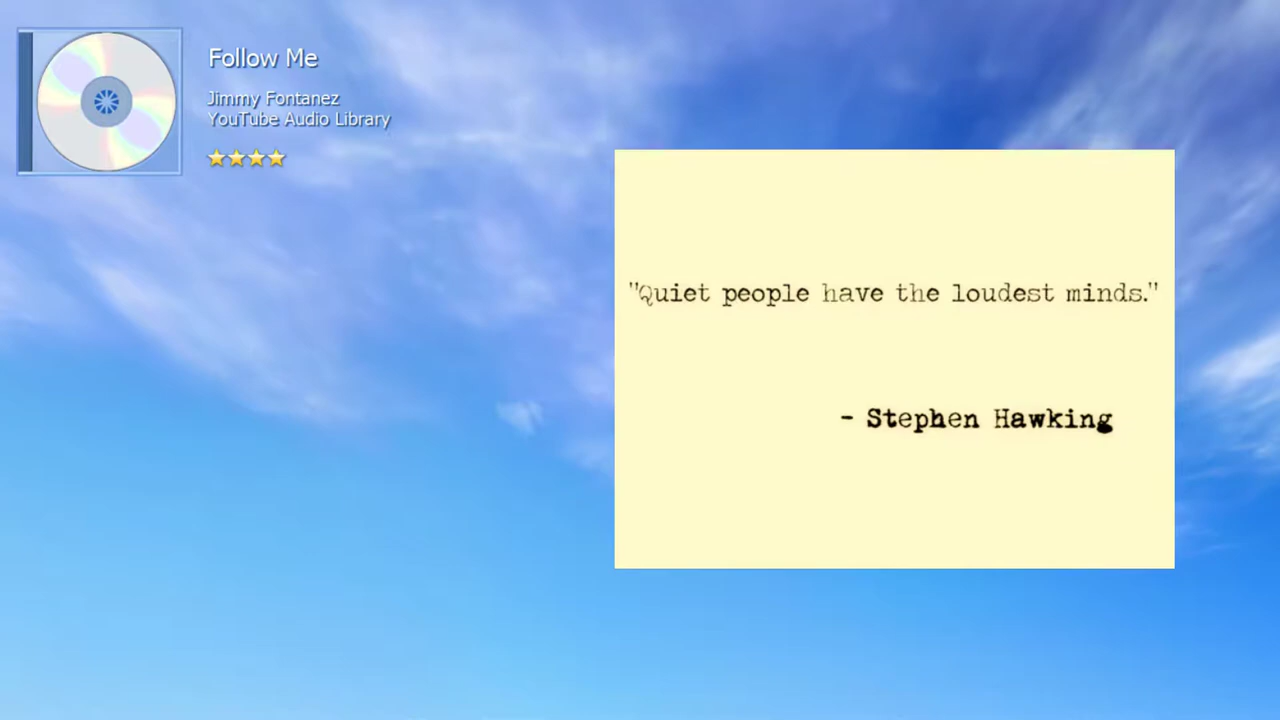 Follow Me
Jimmy Fontanez
YouTube Audio Library
"Quiet people have the loudest minds."
- Stephen Hawking